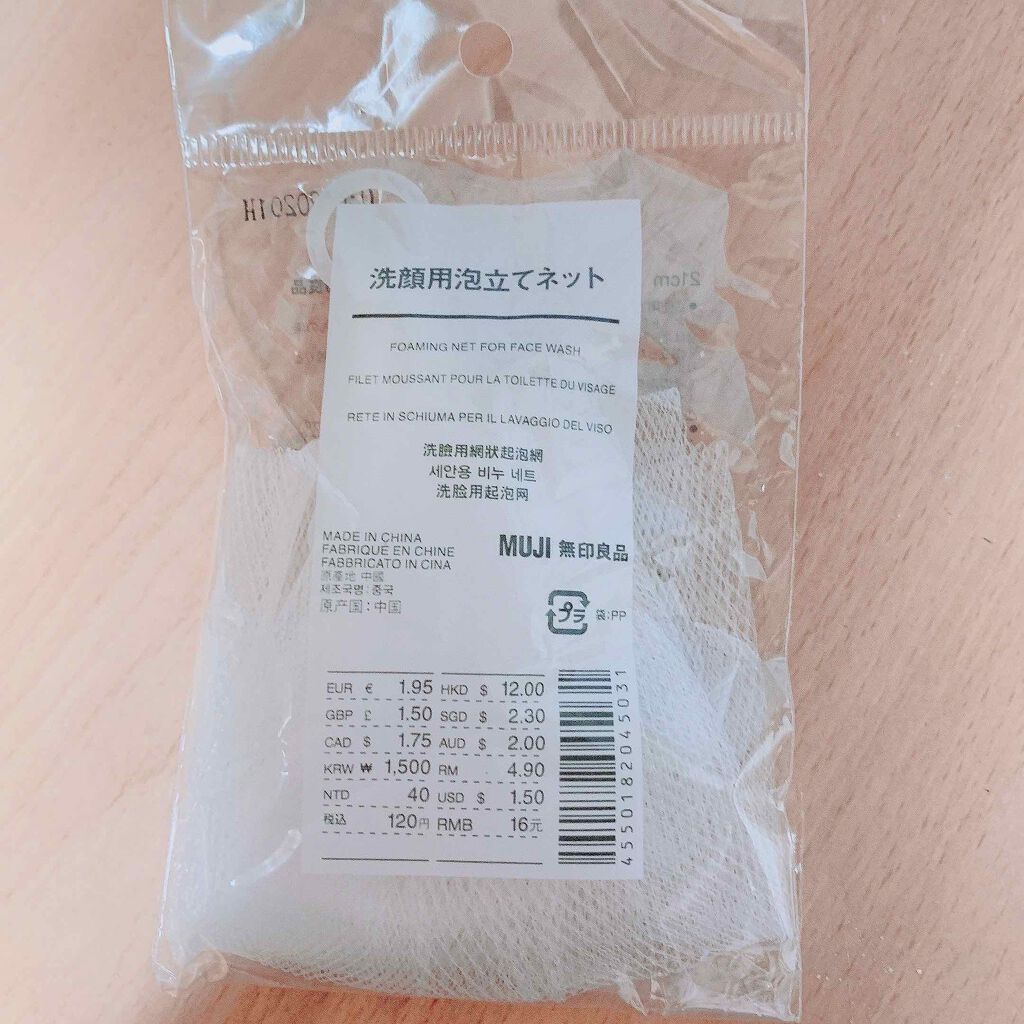 洗顔用泡立てネット
FOAMING NET FOR FACE WASH
FILET MOUSSANT POUR LA TOILETTE DU VISAGE
RETE IN SCHIUMA PER IL LAVAGGIO DEL VISO
洗臉用網狀起泡網
세안용 비누 네트
洗脸用起泡网
MADE IN CHINA
FABRIQUE EN CHINE
FABBRICATO IN CINA
原產地 中國
제조국명:중국
原产国:中国
MUJI 無印良品
プラ 袋:PP
EUR € 1.95 HKD $ 12.00
GBP £ 1.50 SGD $ 2.30
CAD $ 1.75 AUD $ 2.00
KRW ₩ 1,500 RM 4.90
NTD 40 USD $ 1.50
税込 120円 RMB 16元
4550182045031
21cm